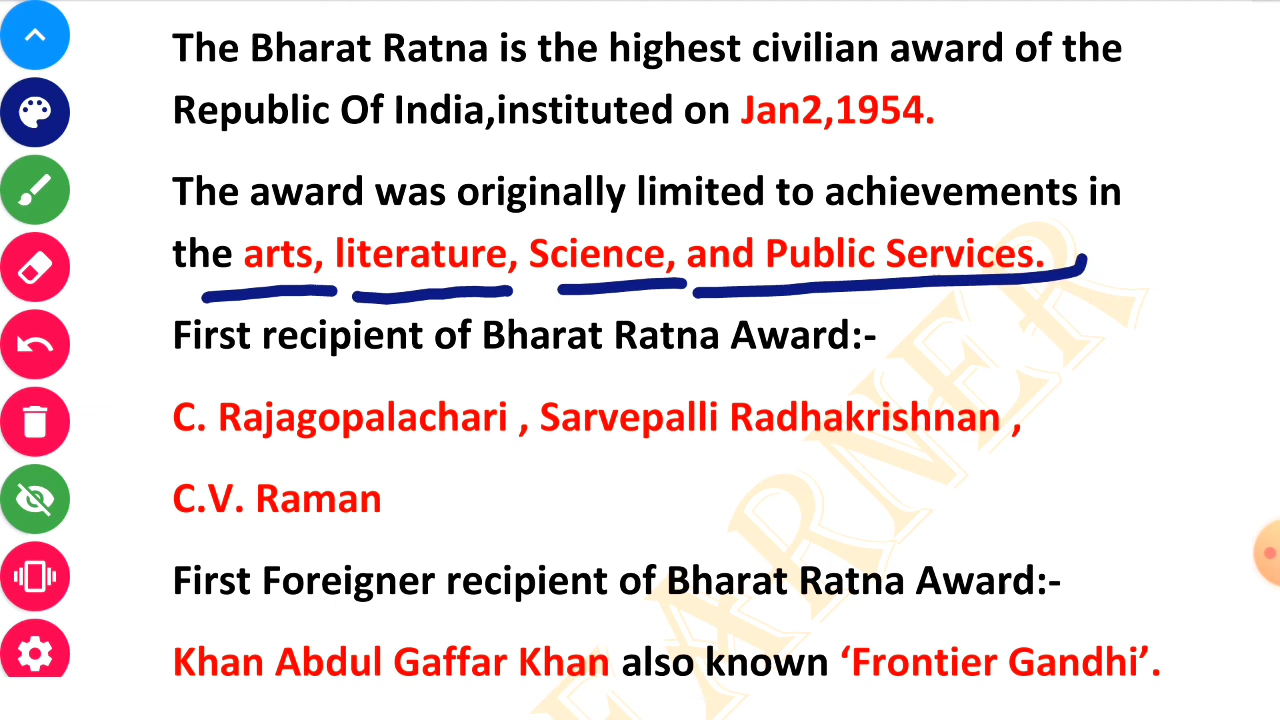 The Bharat Ratna is the highest civilian award of the
Republic Of India,instituted on Jan2,1954.
The award was originally limited to achievements in
the arts, literature, Science, and Public Services.
First recipient of Bharat Ratna Award:-
C. Rajagopalachari , Sarvepalli Radhakrishnan ,
C.V. Raman
First Foreigner recipient of Bharat Ratna Award:-
Khan Abdul Gaffar Khan also known ‘Frontier Gandhi’.